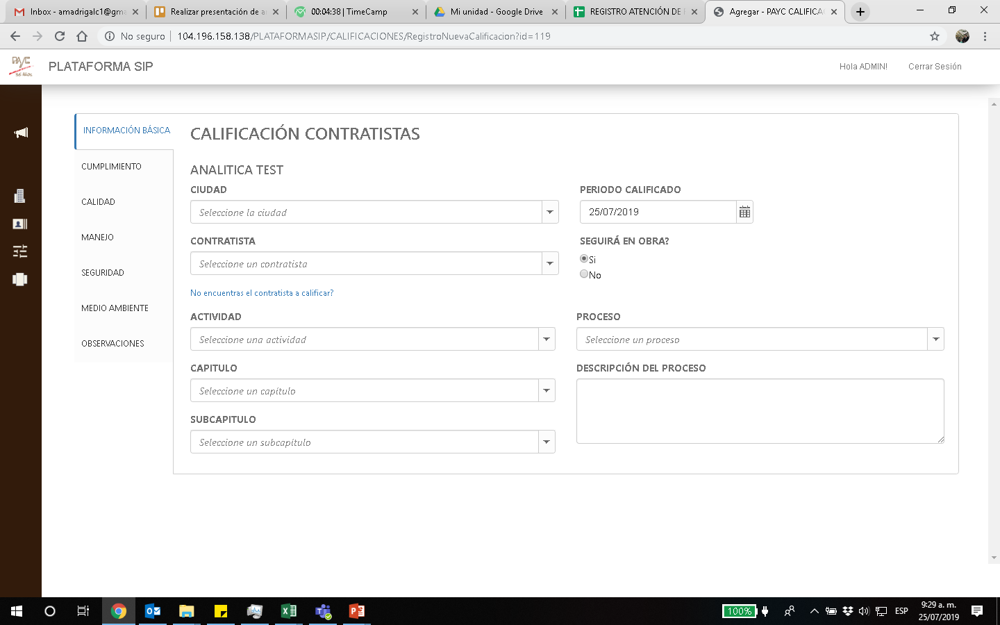 Inbox - amadrigalc1@gma
Realizar presentación de a
00:04:38 | TimeCamp
Mi unidad - Google Drive
REGISTRO ATENCIÓN DE
Agregar - PAYC CALIFICA
No seguro
104.196.158.138/PLATAFORMASIP/CALIFICACIONES/RegistroNuevaCalificacion?id=119
PAYC
PLATAFORMA SIP
Hola ADMIN!
Cerrar Sesión
INFORMACIÓN BÁSICA
CUMPLIMIENTO
CALIDAD
MANEJO
SEGURIDAD
MEDIO AMBIENTE
OBSERVACIONES
CALIFICACIÓN CONTRATISTAS
ANALITICA TEST
CIUDAD
Seleccione la ciudad
PERIODO CALIFICADO
25/07/2019
CONTRATISTA
Seleccione un contratista
SEGUIRÁ EN OBRA?
Si
No
No encuentras el contratista a calificar?
ACTIVIDAD
Seleccione una actividad
PROCESO
Seleccione un proceso
CAPITULO
Seleccione un capítulo
DESCRIPCIÓN DEL PROCESO
SUBCAPITULO
Seleccione un subcapítulo
100%
ESP
9:29 a. m.
25/07/2019